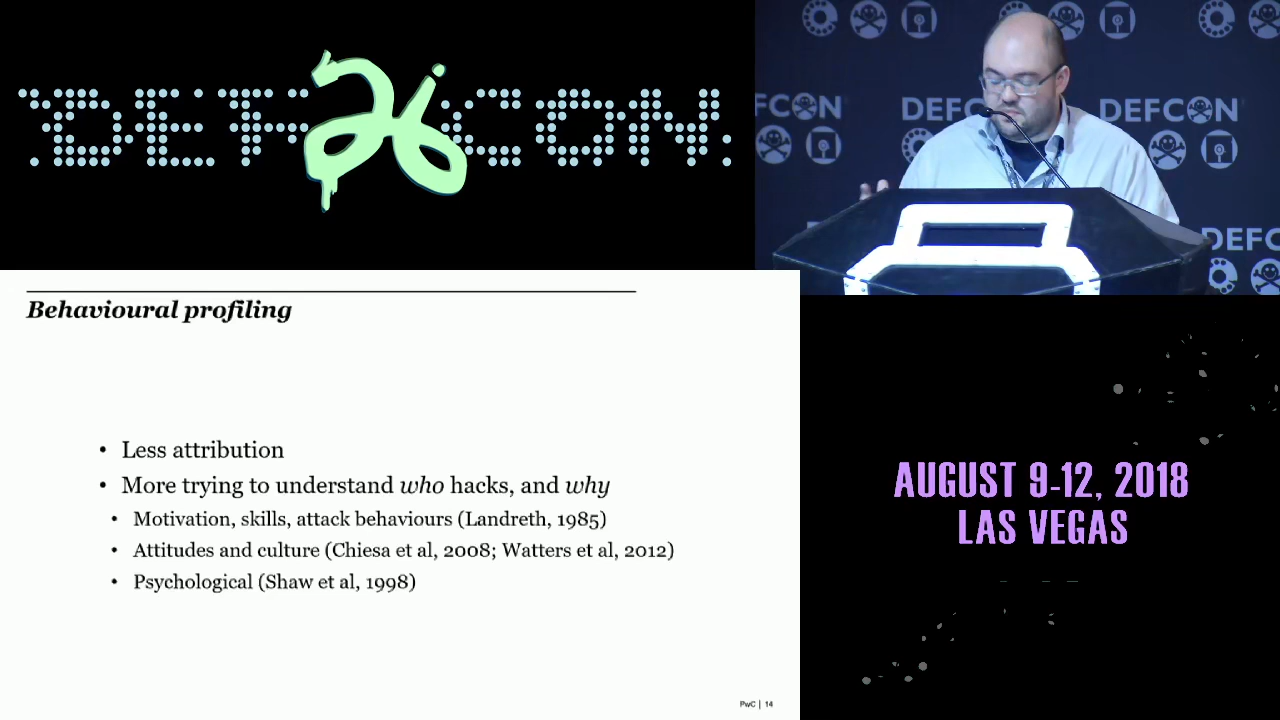 DEF 26 CON
DEFCON
DEFCON
DEFCON
DEFC
Behavioural profiling
• Less attribution
• More trying to understand who hacks, and why
• Motivation, skills, attack behaviours (Landreth, 1985)
• Attitudes and culture (Chiesa et al, 2008; Watters et al, 2012)
• Psychological (Shaw et al, 1998)
PwC | 14
AUGUST 9-12, 2018
LAS VEGAS